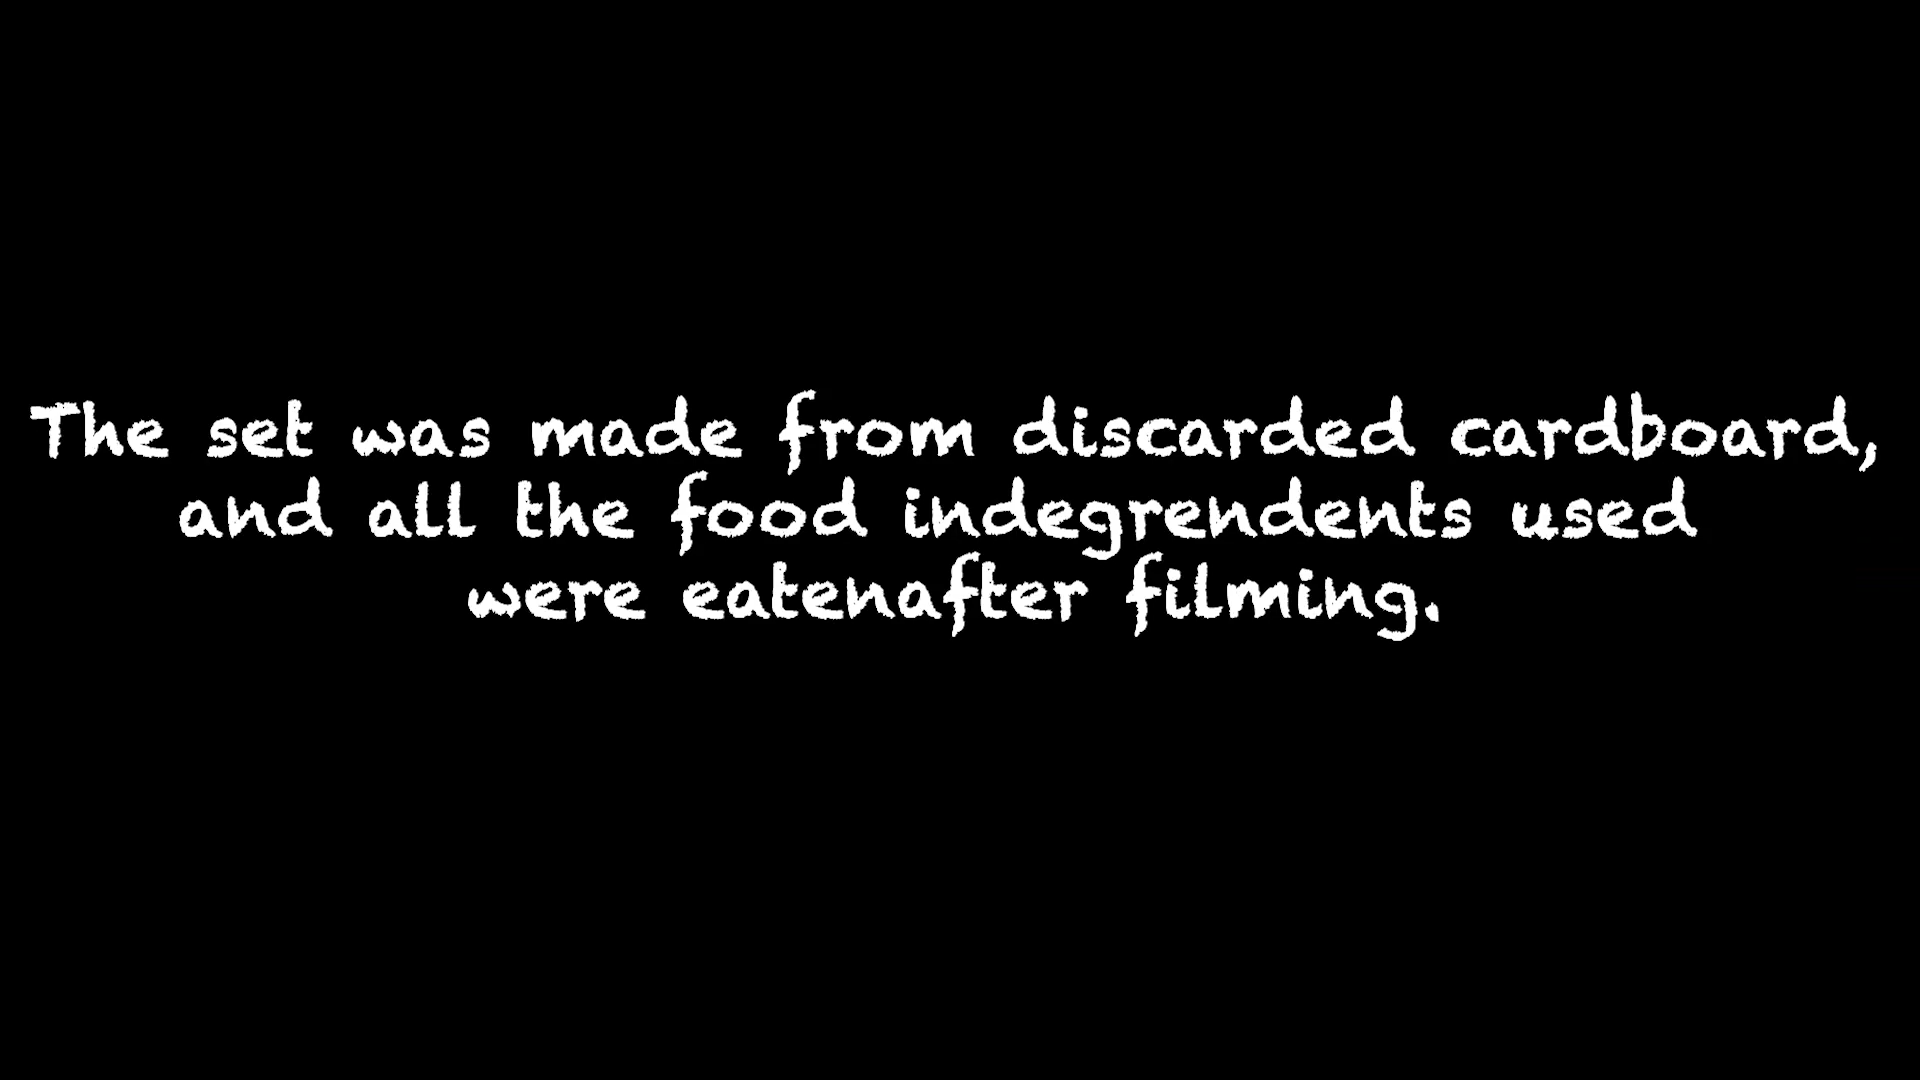 The set was made from discarded cardboard,
and all the food indegrendents used
were eatenafter filming.